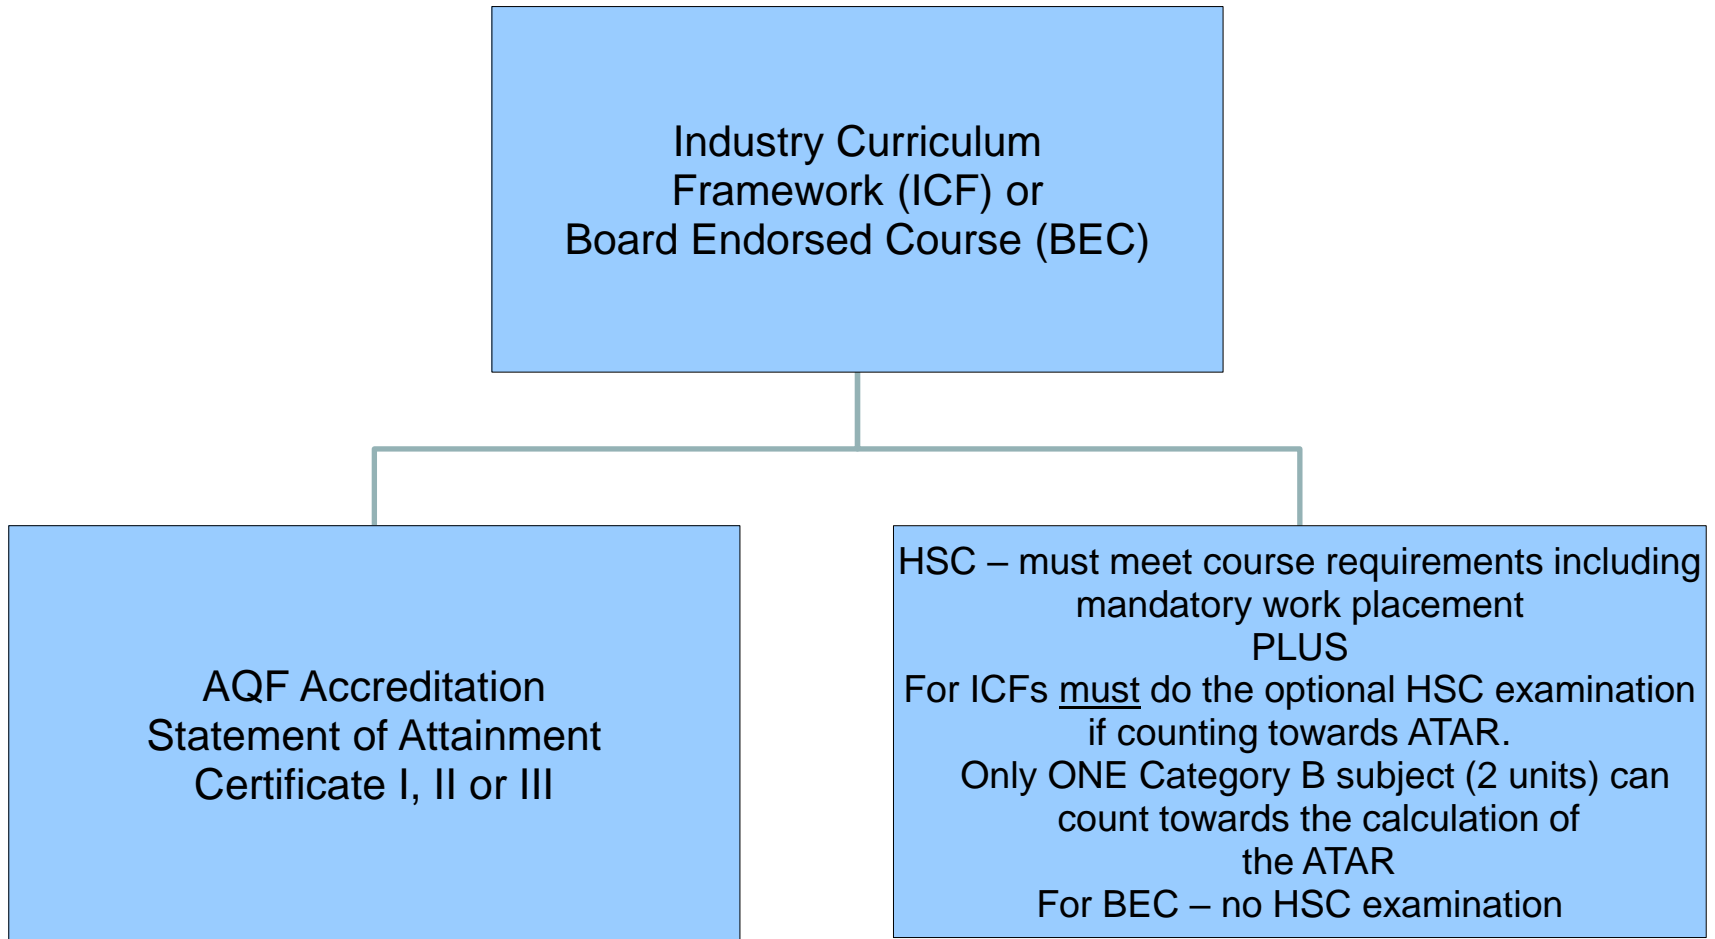 Industry Curriculum
Framework (ICF) or
Board Endorsed Course (BEC)
AQF Accreditation
Statement of Attainment
Certificate I, II or III
HSC – must meet course requirements including
mandatory work placement
PLUS
For ICFs must do the optional HSC examination
if counting towards ATAR.
Only ONE Category B subject (2 units) can
count towards the calculation of
the ATAR
For BEC – no HSC examination